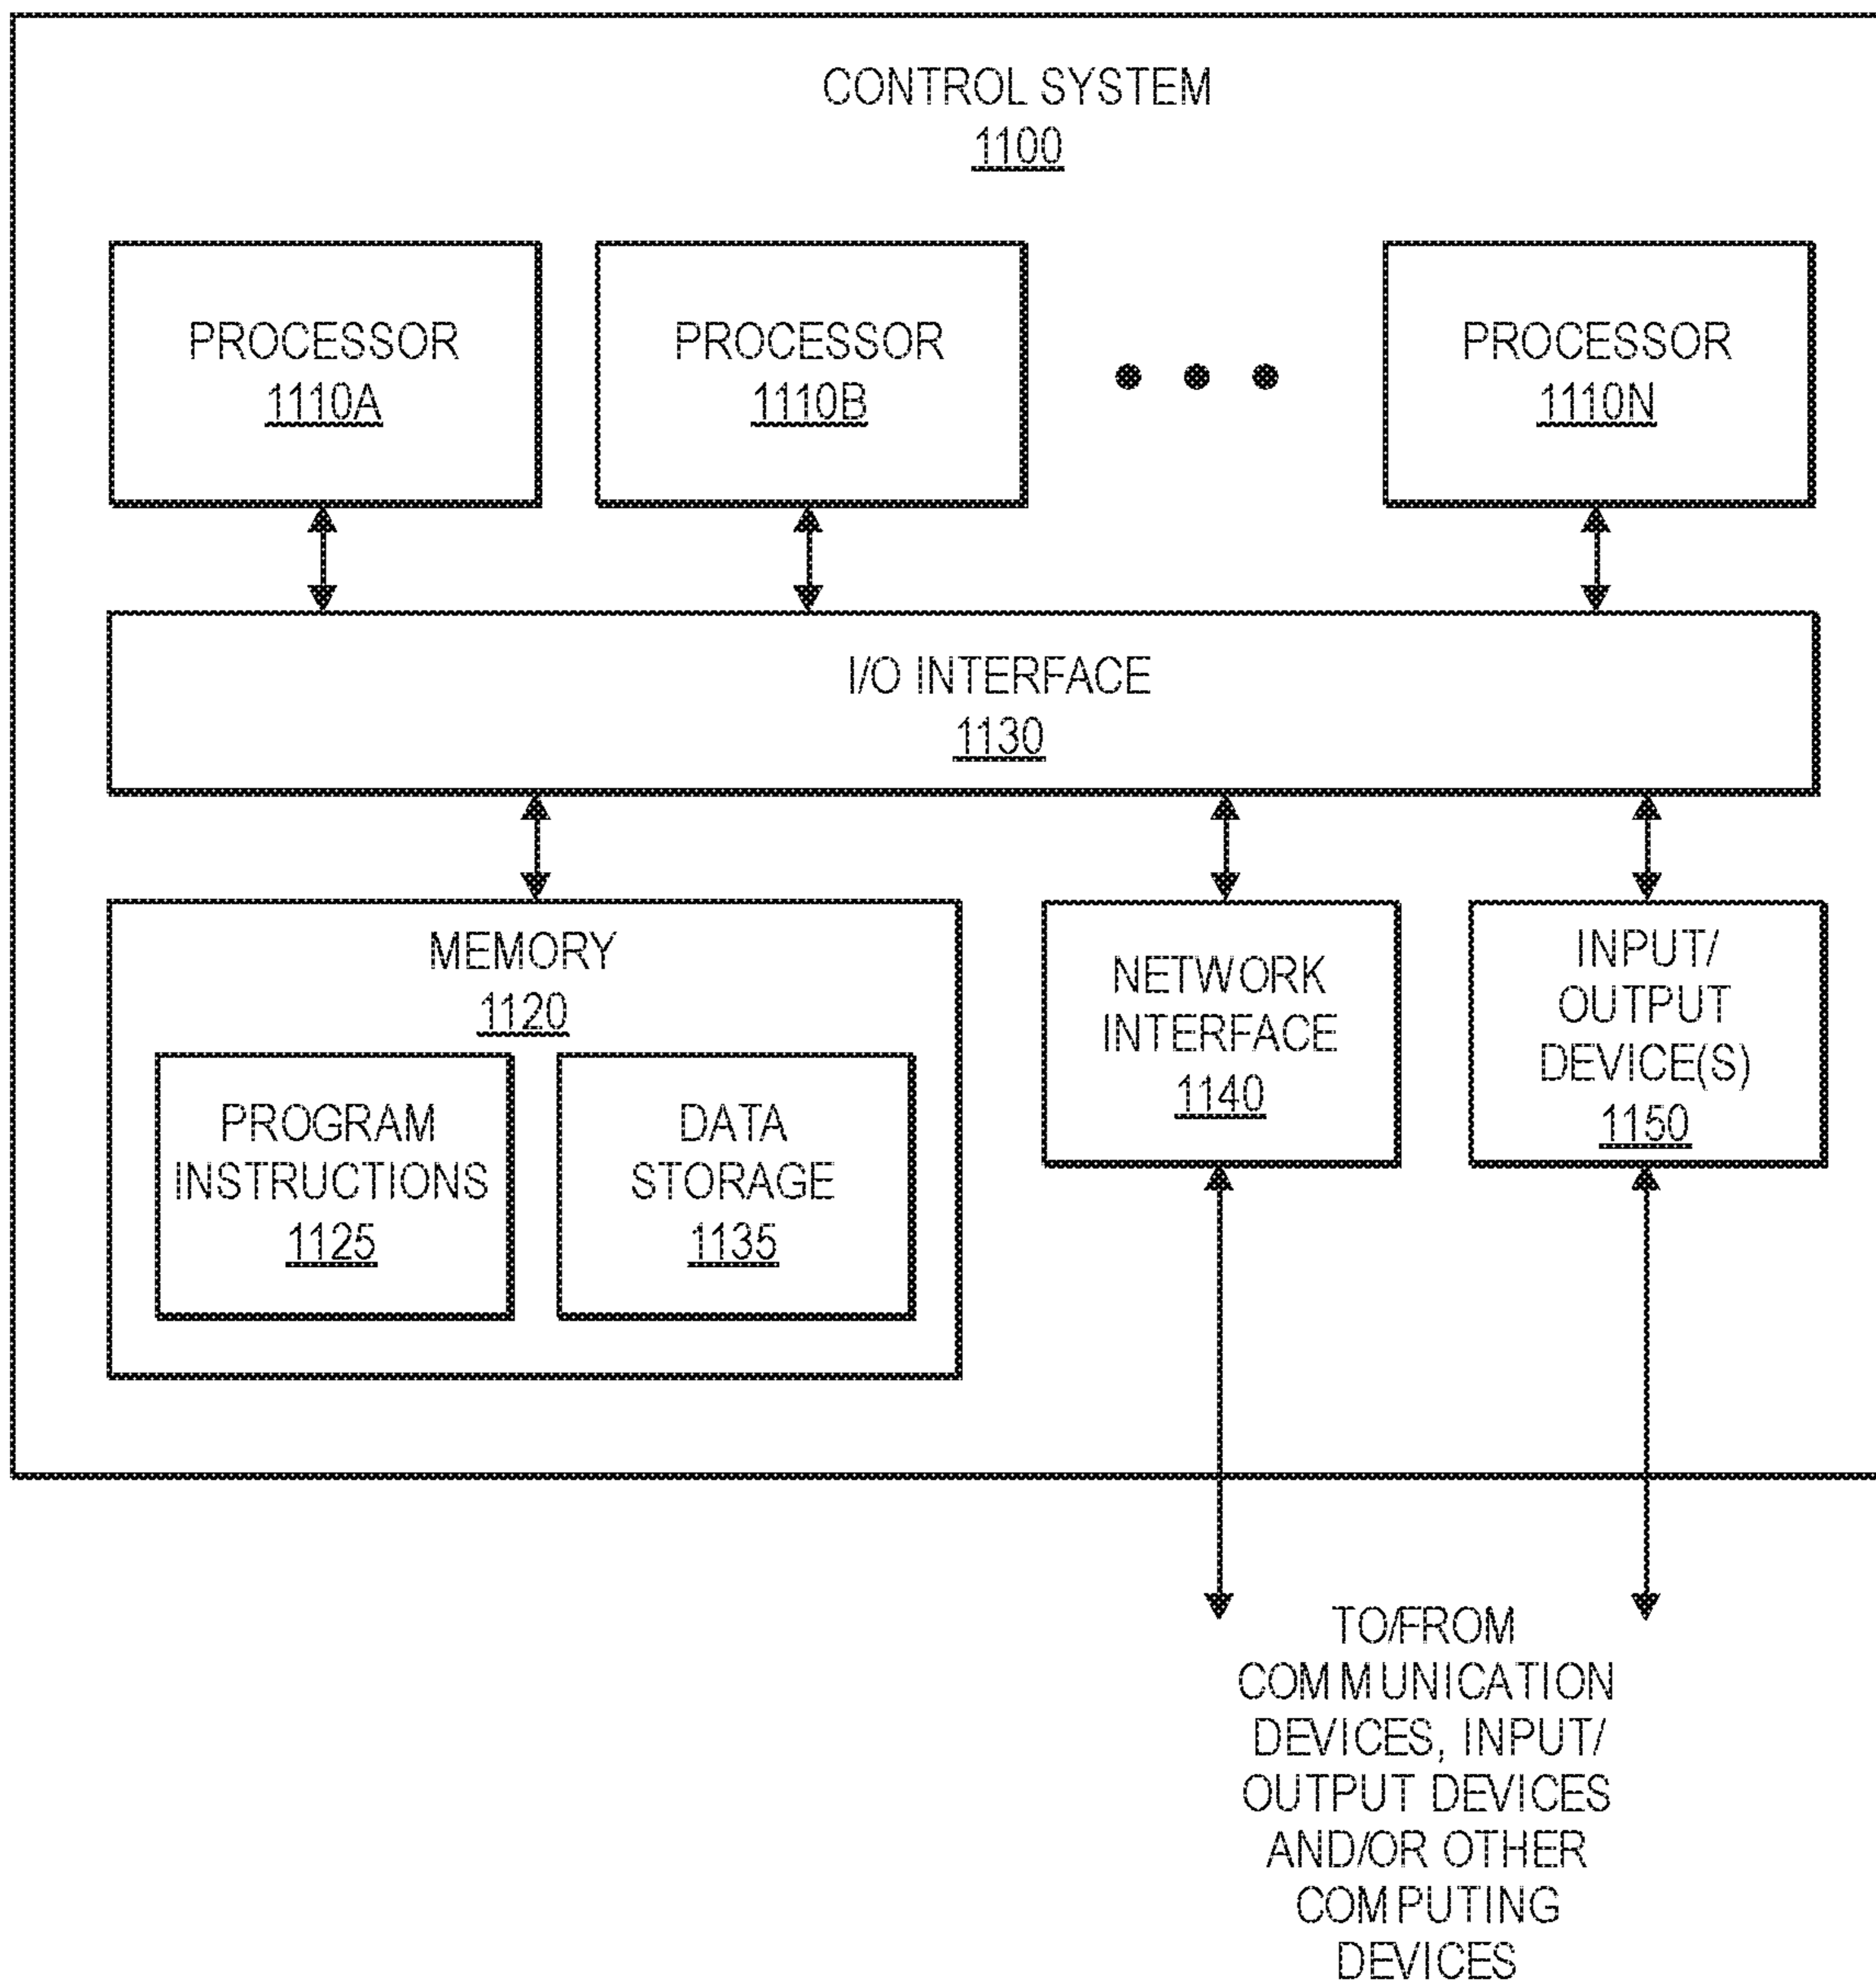 CONTROL SYSTEM
1100
PROCESSOR
1110A
PROCESSOR
1110B
PROCESSOR
1110N
I/O INTERFACE
1130
MEMORY
1120
PROGRAM
INSTRUCTIONS
1125
DATA
STORAGE
1135
NETWORK
INTERFACE
1140
INPUT/
OUTPUT
DEVICE(S)
1150
TO/FROM
COMMUNICATION
DEVICES, INPUT/
OUTPUT DEVICES
AND/OR OTHER
COMPUTING
DEVICES